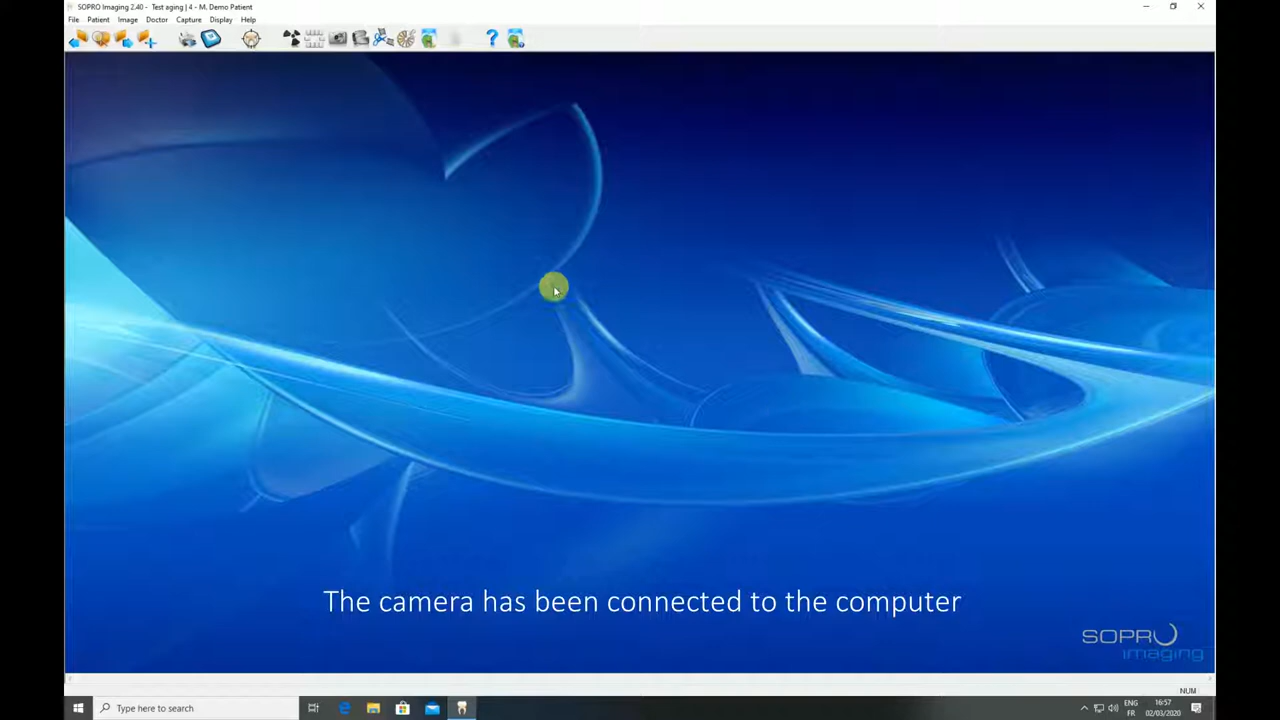 SOPRO Imaging 2.40 - Test aging | 4 - M. Demo Patient
File Patient Image Doctor Capture Display Help
The camera has been connected to the computer
SOPRO
imaging
NUM
Type here to search
ENG
FR
16:57
02/03/2020